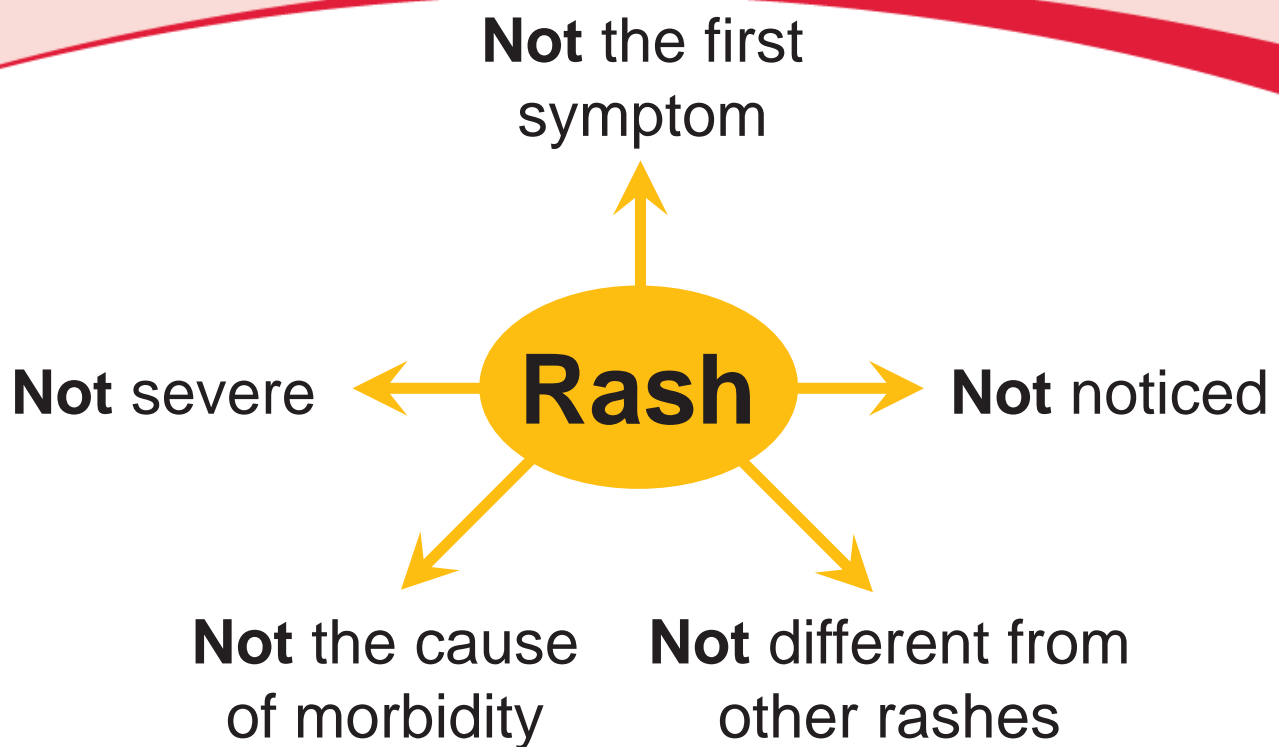 Not the first
symptom
Not severe
Rash
Not noticed
Not the cause
of morbidity
Not different from
other rashes